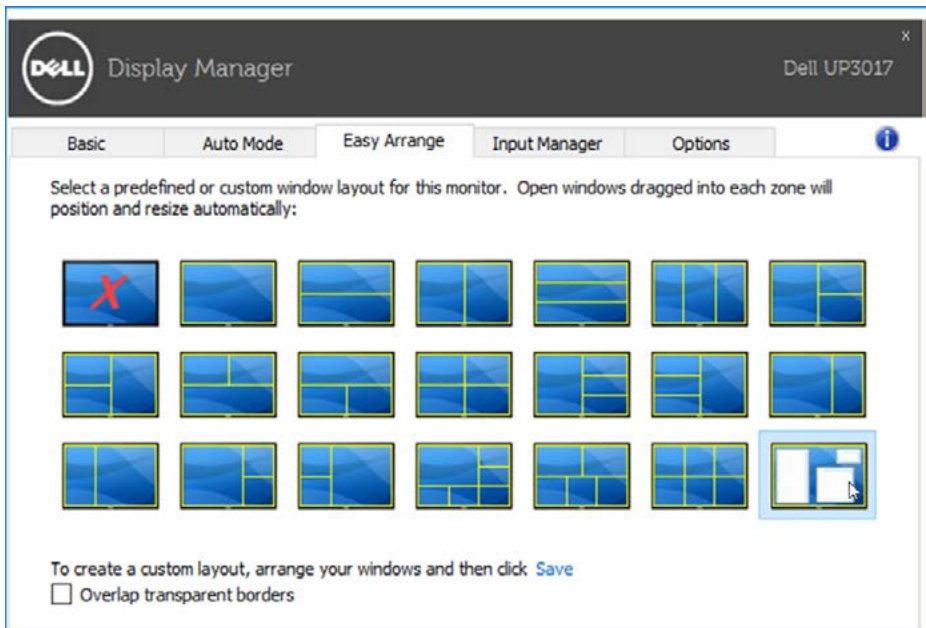 DELL Display Manager
x
Dell UP3017
Basic Auto Mode Easy Arrange Input Manager Options i
Select a predefined or custom window layout for this monitor. Open windows dragged into each zone will
position and resize automatically:
X
To create a custom layout, arrange your windows and then click Save
Overlap transparent borders